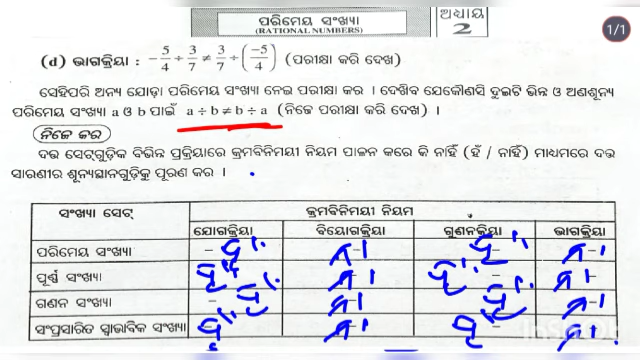 ପରିମେୟ ସଂଖ୍ୟା
(RATIONAL NUMBERS)
ଅଧ୍ୟାୟ
2
1/1
(d) ଭାଗକ୍ରିୟା : -5/4 ÷ 3/7 ≠ 3/7 ÷ (-5/4) (ପରୀକ୍ଷା କରି ଦେଖ)
ସେହିପରି ଅନ୍ୟ ଯୋଡ଼ା ପରିମେୟ ସଂଖ୍ୟା ନେଇ ପରୀକ୍ଷା କର । ଦେଖିବ ଯେକୌଣସି ଦୁଇଟି ଭିନ୍ନ ଓ ଅଣଶୂନ୍ୟ
ପରିମେୟ ସଂଖ୍ୟା a ଓ b ପାଇଁ a ÷ b ≠ b ÷ a (ନିଜେ ପରୀକ୍ଷା କରି ଦେଖ) ।
ନିଜେ କର
ଦତ୍ତ ସେଟ୍‌ଗୁଡ଼ିକ ବିଭିନ୍ନ ପ୍ରକ୍ରିୟାରେ କ୍ରମବିନିମୟୀ ନିୟମ ପାଳନ କରେ କି ନାହିଁ (ହଁ / ନାହିଁ) ମାଧ୍ୟମରେ ଦତ୍ତ
ସାରଣୀର ଶୂନ୍ୟସ୍ଥାନଗୁଡ଼ିକୁ ପୂରଣ କର ।
ସଂଖ୍ୟା ସେଟ୍ କ୍ରମବିନିମୟୀ ନିୟମ
ଯୋଗକ୍ରିୟା ବିୟୋଗକ୍ରିୟା ଗୁଣନକ୍ରିୟା ଭାଗକ୍ରିୟା
ପରିମେୟ ସଂଖ୍ୟା ହଁ ନା ହଁ ନା
ପୂର୍ଣ୍ଣ ସଂଖ୍ୟା ହଁ ନା ହଁ ନା
ଗଣନ ସଂଖ୍ୟା ହଁ ନା ହଁ ନା
ସଂପ୍ରସାରିତ ସ୍ୱାଭାବିକ ସଂଖ୍ୟା ହଁ ନା ହଁ ନା